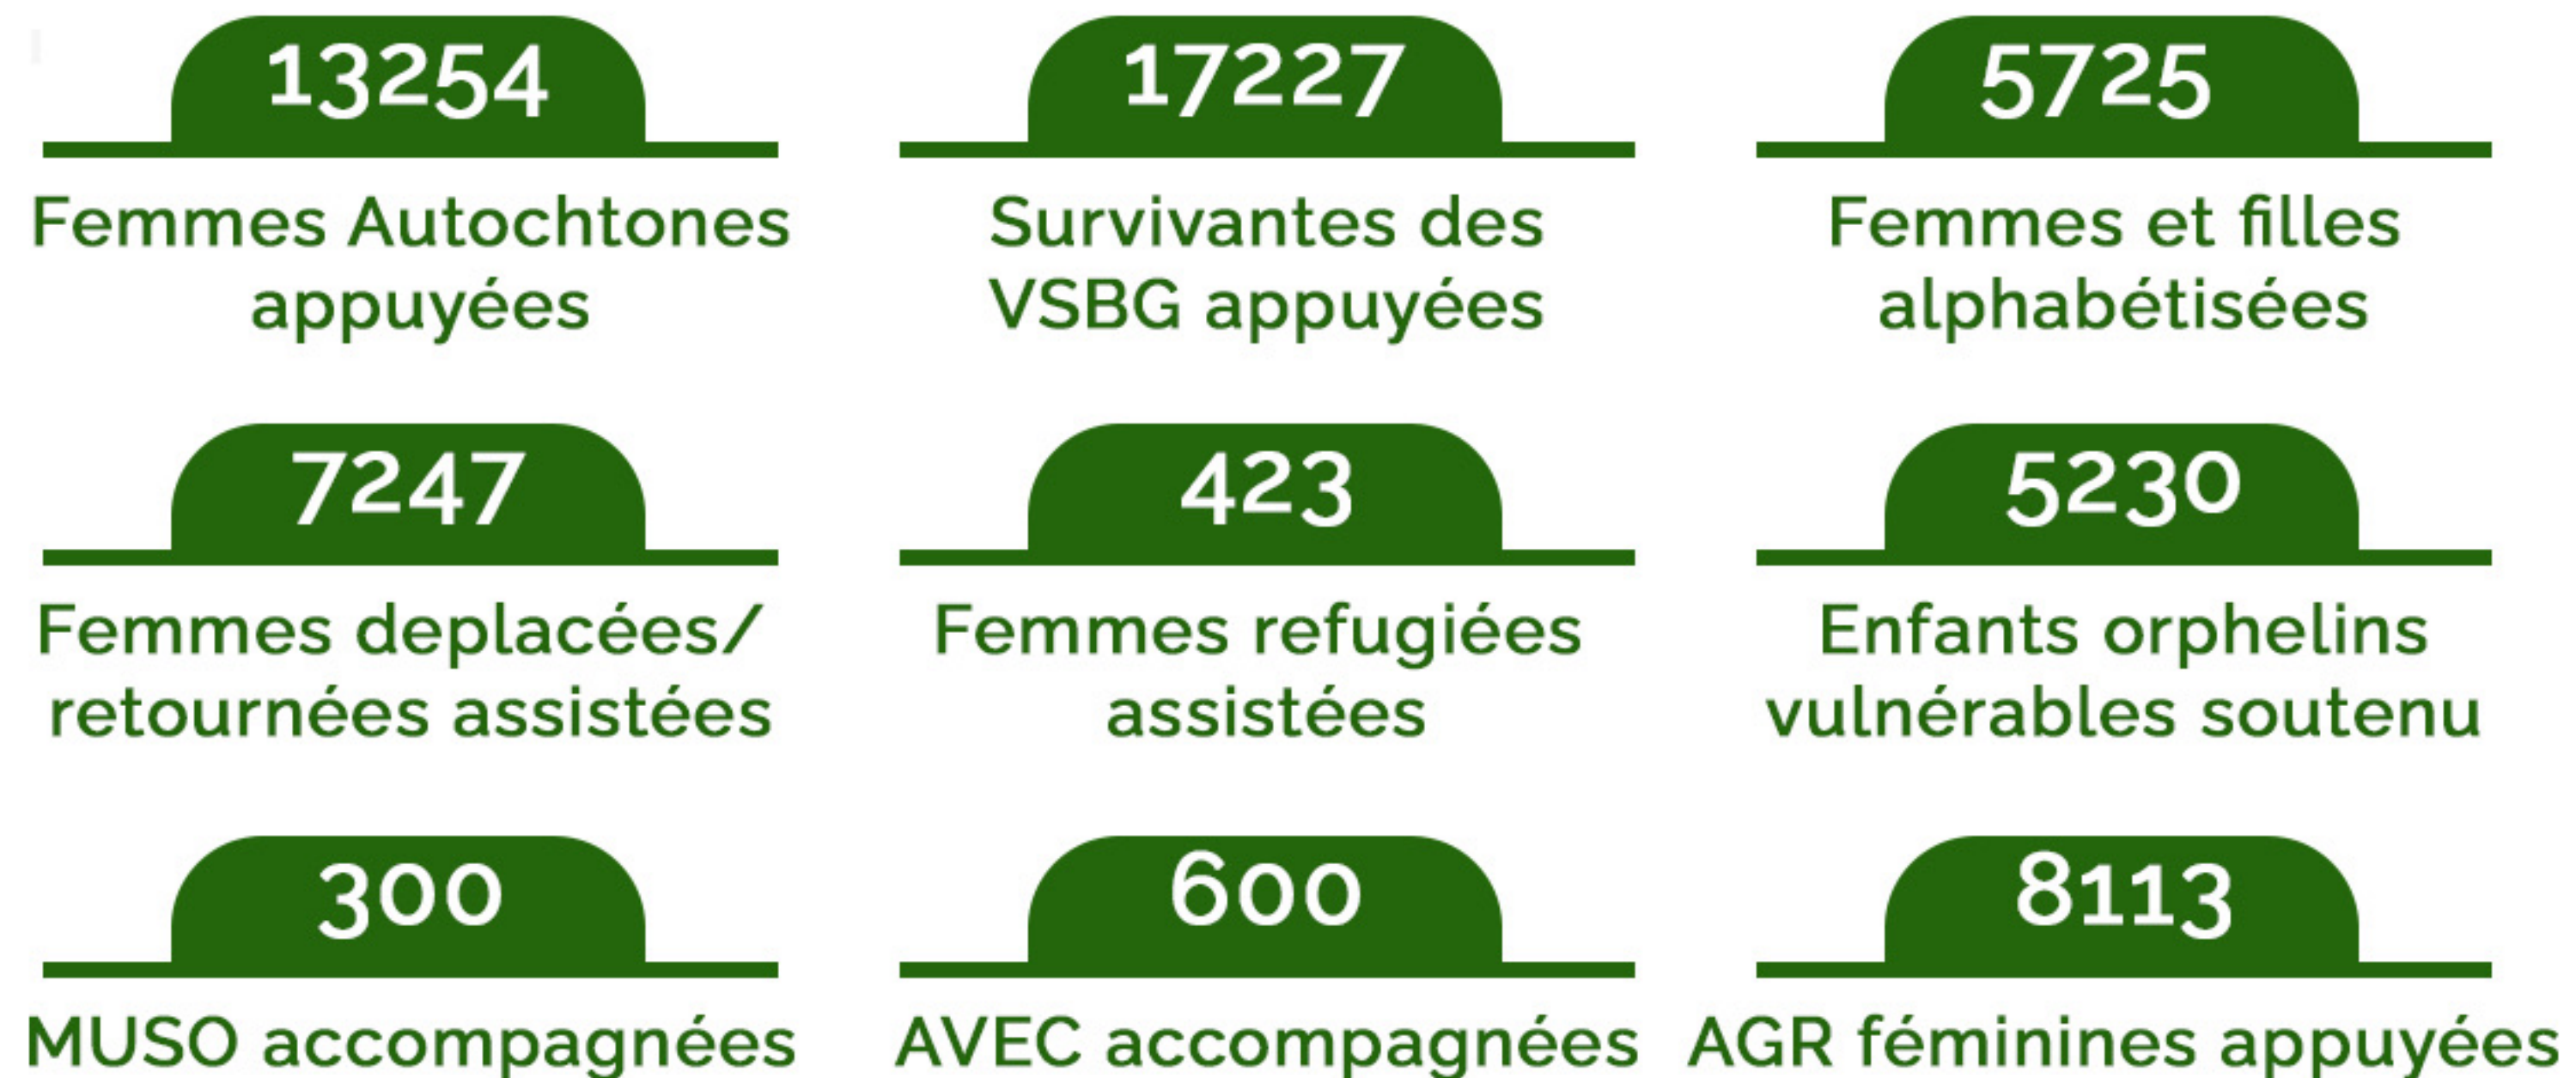 13254
Femmes Autochtones
appuyées
17227
Survivantes des
VSBG appuyées
5725
Femmes et filles
alphabétisées
7247
Femmes deplacées/
retournées assistées
423
Femmes refugiées
assistées
5230
Enfants orphelins
vulnérables soutenu
300
MUSO accompagnées
600
AVEC accompagnées
8113
AGR féminines appuyées